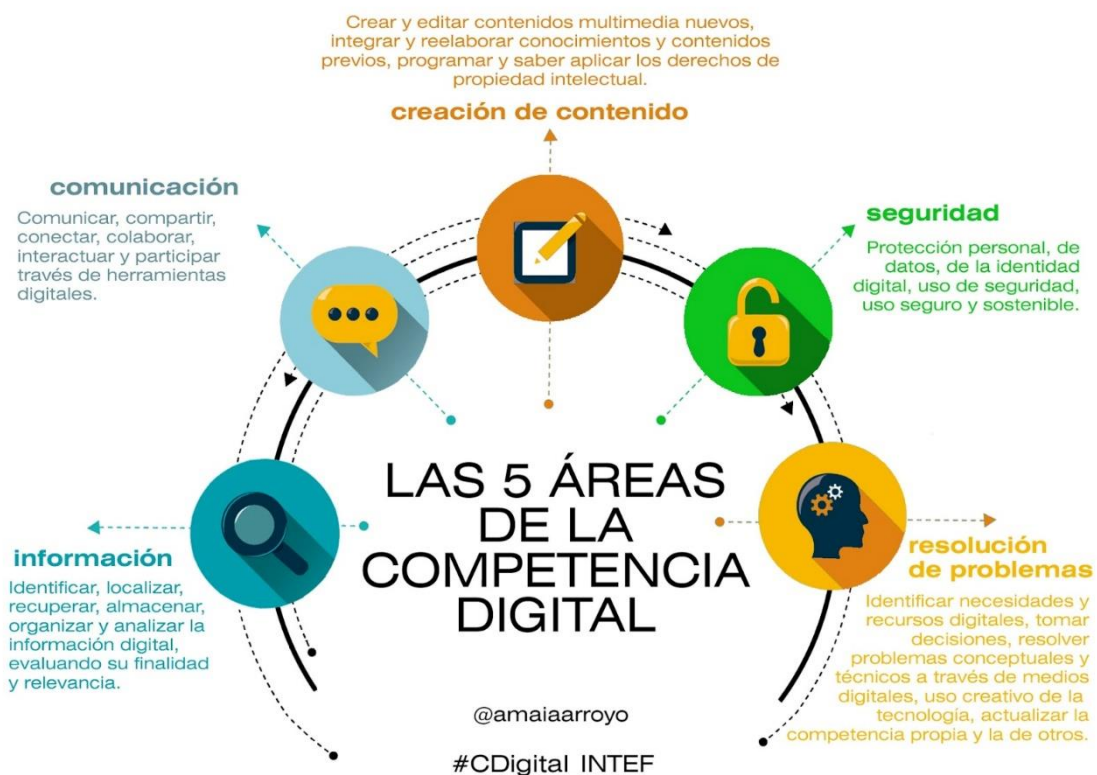 Crear y editar contenidos multimedia nuevos,
integrar y reelaborar conocimientos y contenidos
previos, programar y saber aplicar los derechos de
propiedad intelectual.
creación de contenido
comunicación
Comunicar, compartir,
conectar, colaborar,
interactuar y participar
través de herramientas
digitales.
seguridad
Protección personal, de
datos, de la identidad
digital, uso de seguridad,
uso seguro y sostenible.
información
Identificar, localizar,
recuperar, almacenar,
organizar y analizar la
información digital,
evaluando su finalidad
y relevancia.
LAS 5 ÁREAS
DE LA
COMPETENCIA
DIGITAL
resolución
de problemas
Identificar necesidades y
recursos digitales, tomar
decisiones, resolver
problemas conceptuales y
técnicos a través de medios
digitales, uso creativo de la
tecnología, actualizar la
competencia propia y la de otros.
@amaiaarroyo
#CDigital INTEF